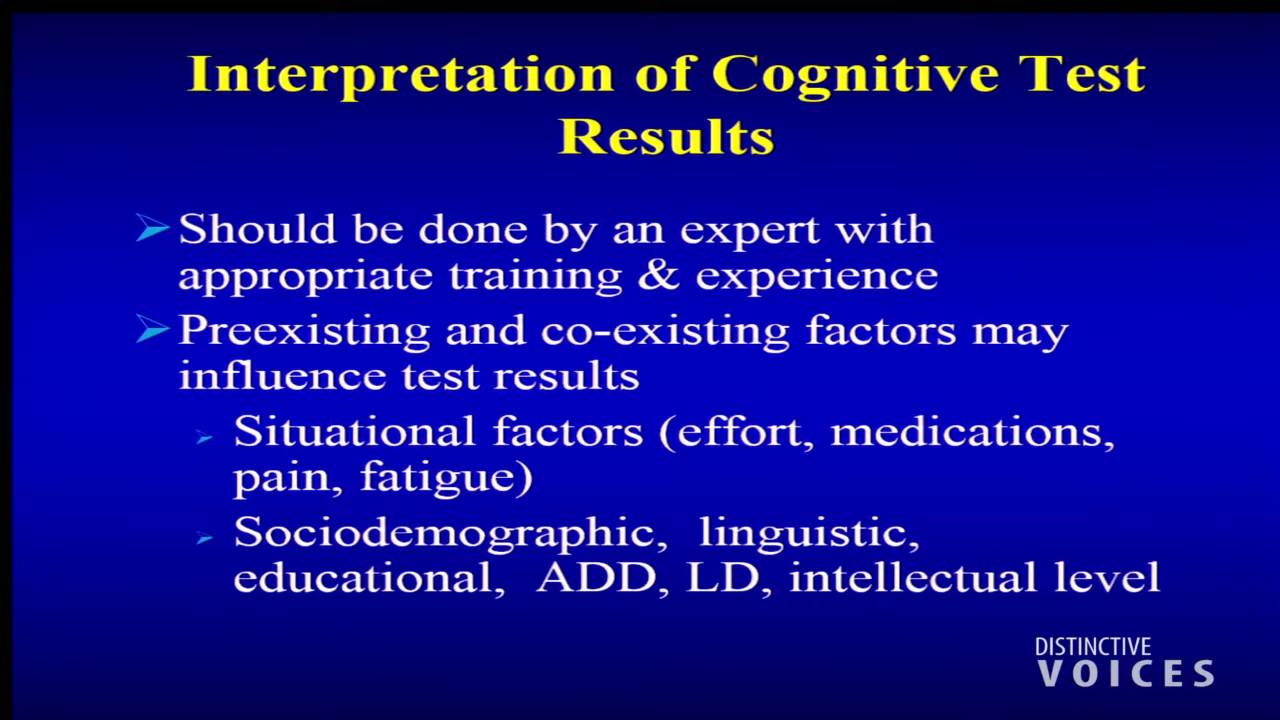 Interpretation of Cognitive Test
Results
Should be done by an expert with
appropriate training & experience
Preexisting and co-existing factors may
influence test results
Situational factors (effort, medications,
pain, fatigue)
Sociodemographic, linguistic,
educational, ADD, LD, intellectual level
DISTINCTIVE
VOICES